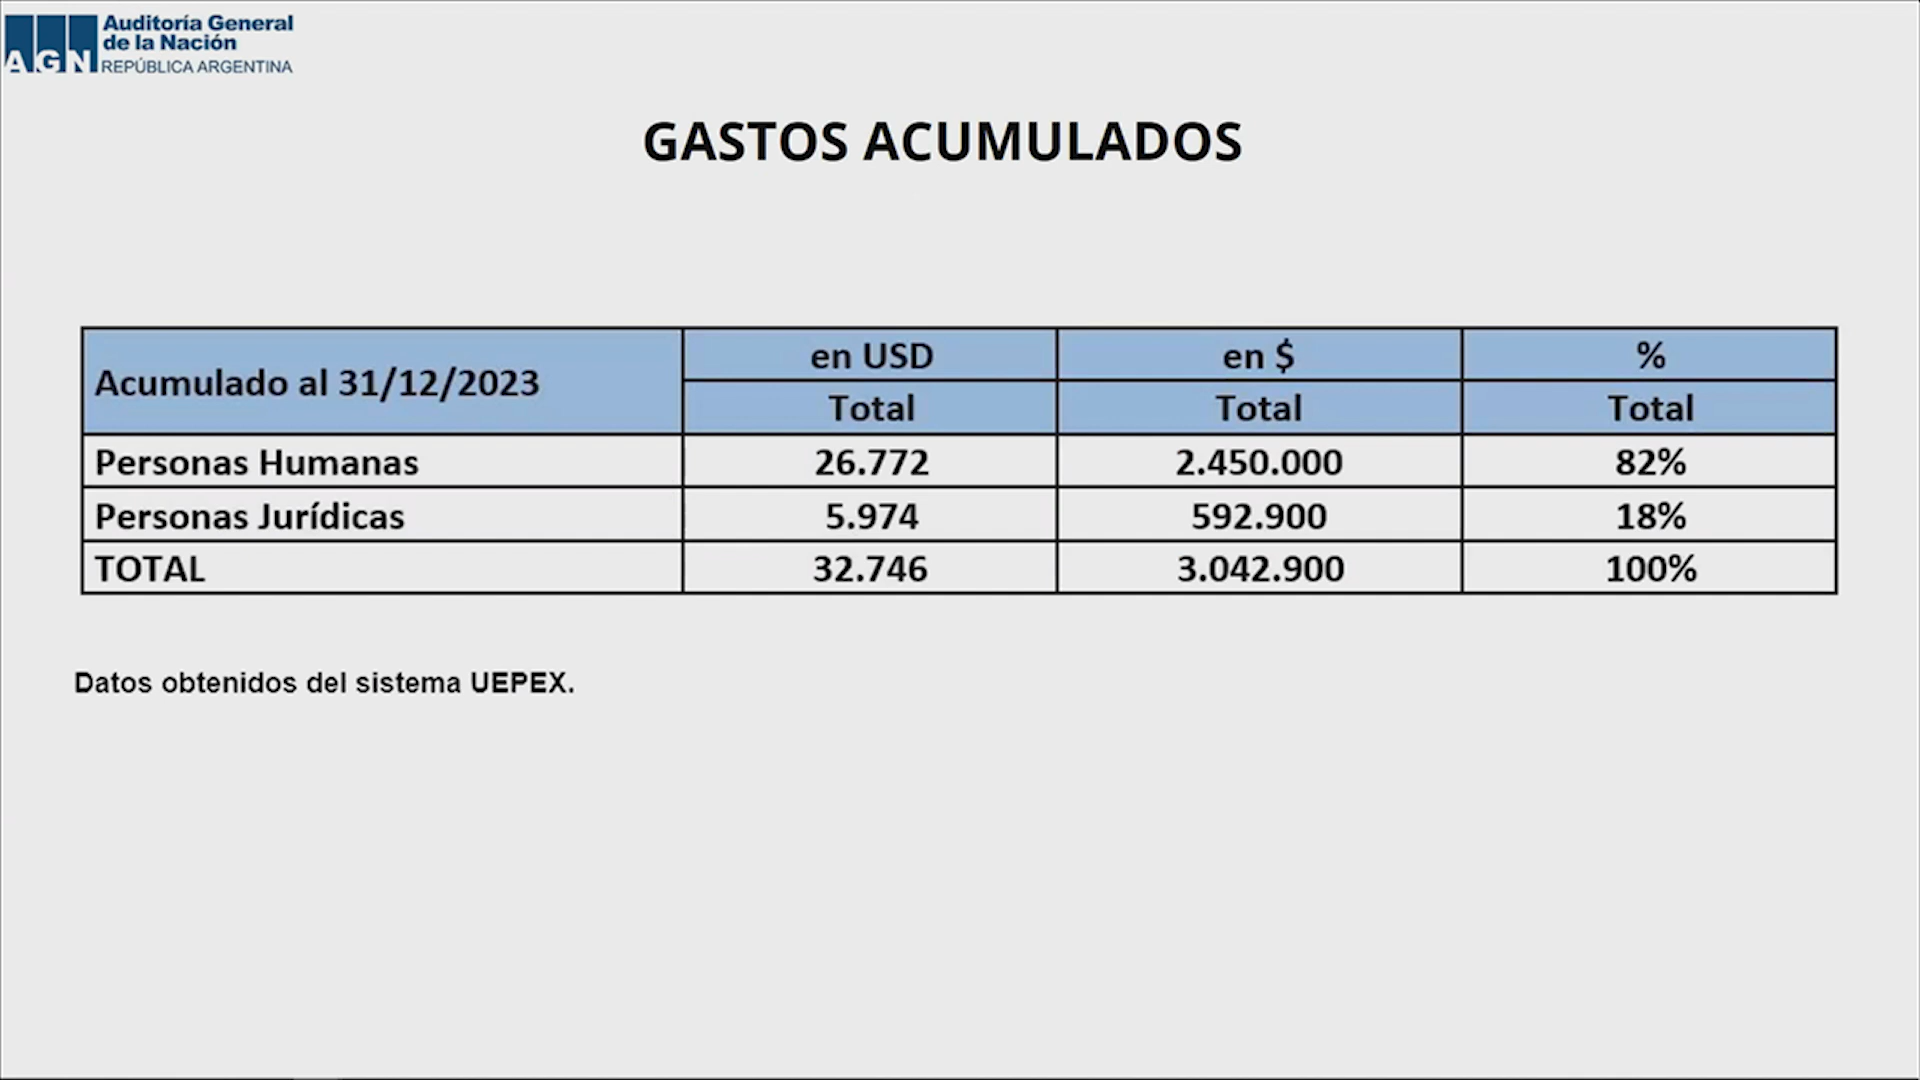 AGN
Auditoría General
de la Nación
REPÚBLICA ARGENTINA
GASTOS ACUMULADOS
Acumulado al 31/12/2023 en USD en $ %
Total Total Total
Personas Humanas 26.772 2.450.000 82%
Personas Jurídicas 5.974 592.900 18%
TOTAL 32.746 3.042.900 100%
Datos obtenidos del sistema UEPEX.